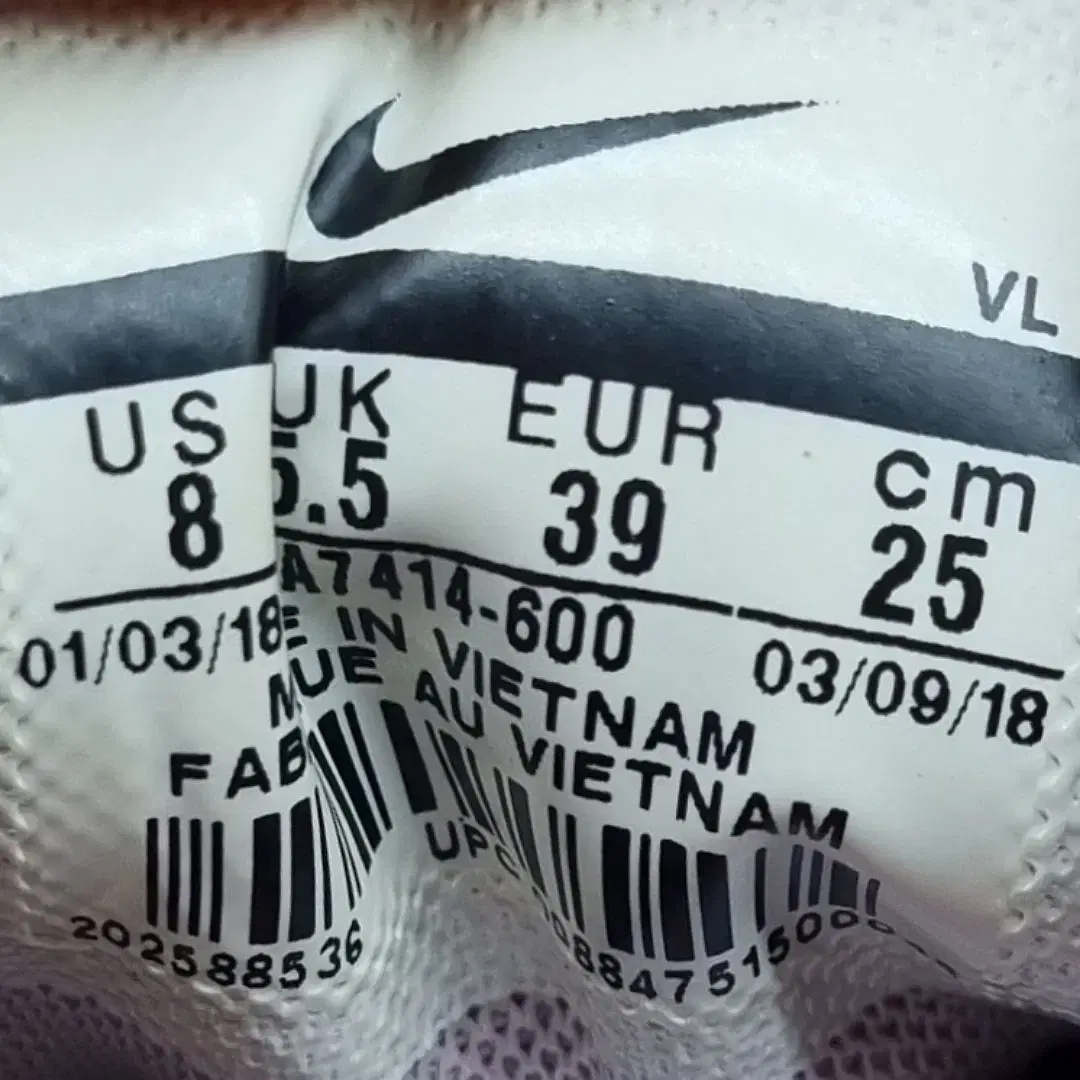 VL
US UK EUR cm
8 5.5 39 25
01/03/18 A7414-600 03/09/18
E IN VIETNAM
FAB UE AU VIETNAM
UPC
202588536